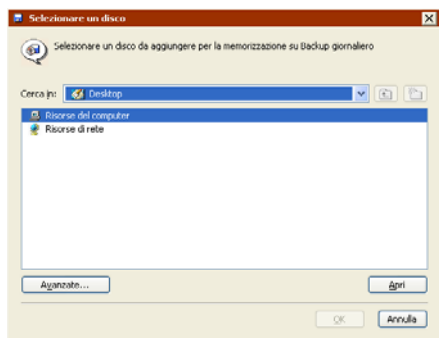 Selezionare un disco
Selezionare un disco da aggiungere per la memorizzazione su Backup giornaliero
Cerca in: Desktop
Risorse del computer
Risorse di rete
Avanzate... Apri
OK Annulla